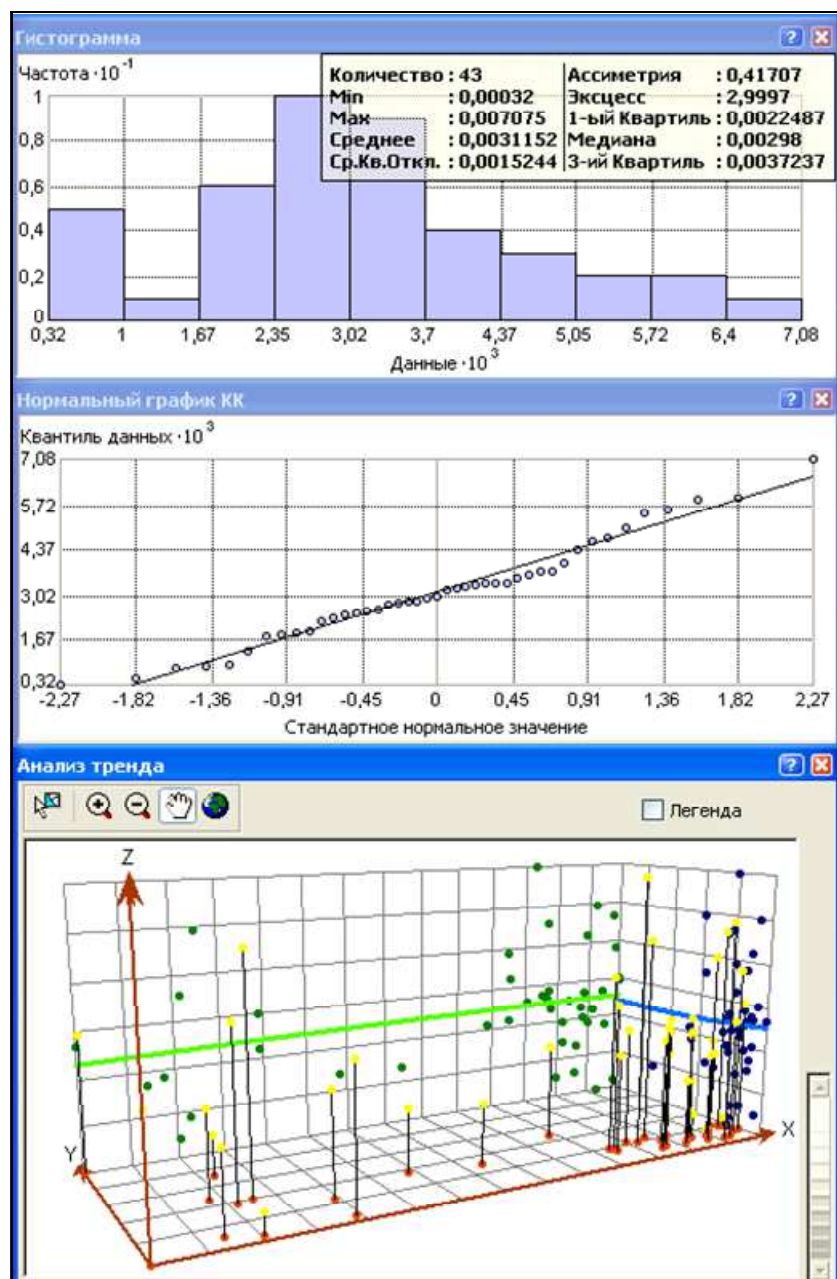 Гистограмма
Частота ·10⁻¹
Количество : 43 Ассиметрия : 0,41707
Min : 0,00032 Эксцесс : 2,9997
Max : 0,007075 1-ый Квартиль : 0,0022487
Среднее : 0,0031152 Медиана : 0,00298
Ср.Кв.Откл. : 0,0015244 3-ий Квартиль : 0,0037237
1
0,8
0,6
0,4
0,2
0
0,32 1 1,67 2,35 3,02 3,7 4,37 5,05 5,72 6,4 7,08
Данные ·10³
Нормальный график КК
Квантиль данных ·10³
7,08
5,72
4,37
3,02
1,67
0,32
-2,27 -1,82 -1,36 -0,91 -0,45 0 0,45 0,91 1,36 1,82 2,27
Стандартное нормальное значение
Анализ тренда
Легенда
Z
Y
X